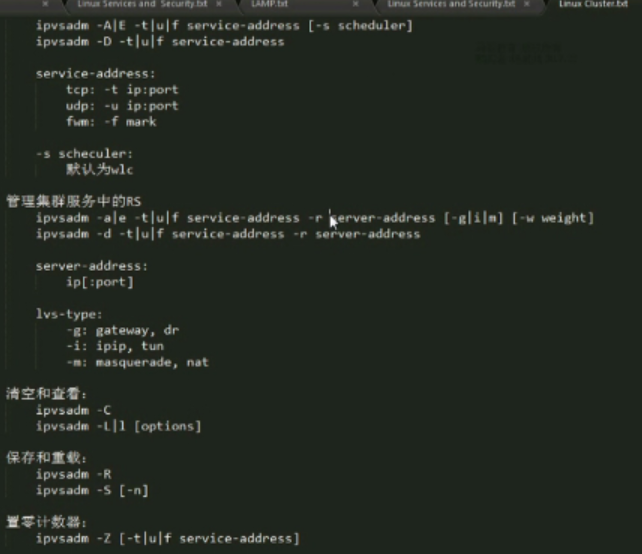 Linux Services and Security.txt × LAMP.txt × Linux Services and Security.txt × Linux Cluster.txt
ipvsadm -A|E -t|u|f service-address [-s scheduler]
ipvsadm -D -t|u|f service-address
service-address:
tcp: -t ip:port
udp: -u ip:port
fwm: -f mark
-s scheculer:
默认为wlc
管理集群服务中的RS
ipvsadm -a|e -t|u|f service-address -r server-address [-g|i|m] [-w weight]
ipvsadm -d -t|u|f service-address -r server-address
server-address:
ip[:port]
lvs-type:
-g: gateway, dr
-i: ipip, tun
-m: masquerade, nat
清空和查看:
ipvsadm -C
ipvsadm -L|l [options]
保存和重载:
ipvsadm -R
ipvsadm -S [-n]
置零计数器:
ipvsadm -Z [-t|u|f service-address]